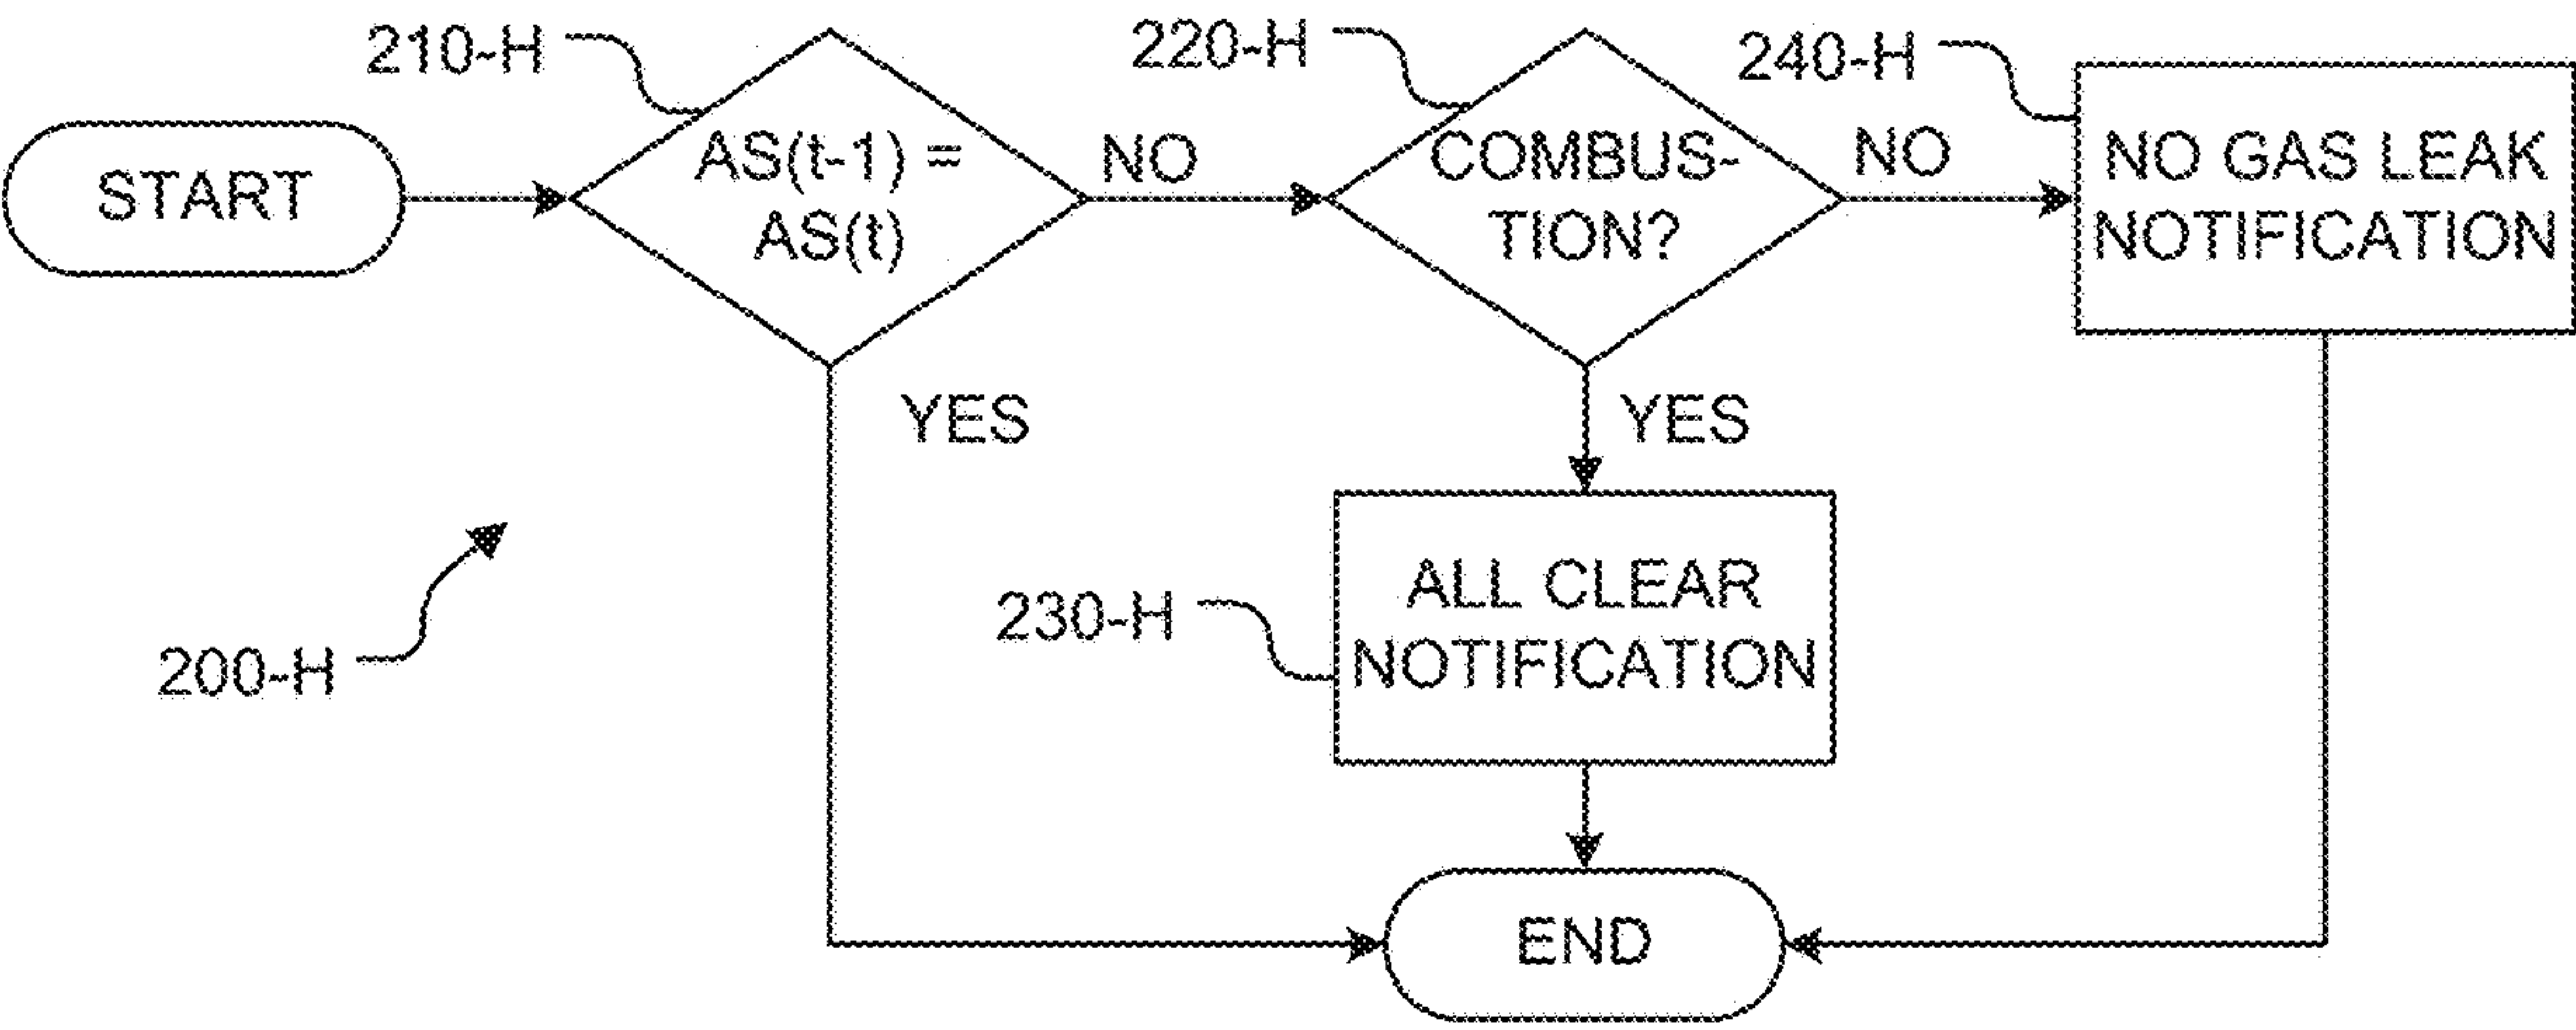 210-H
220-H
240-H
START
AS(t-1) =
AS(t)
NO
COMBUS-
TION?
NO
NO GAS LEAK
NOTIFICATION
YES
YES
200-H
230-H
ALL CLEAR
NOTIFICATION
END